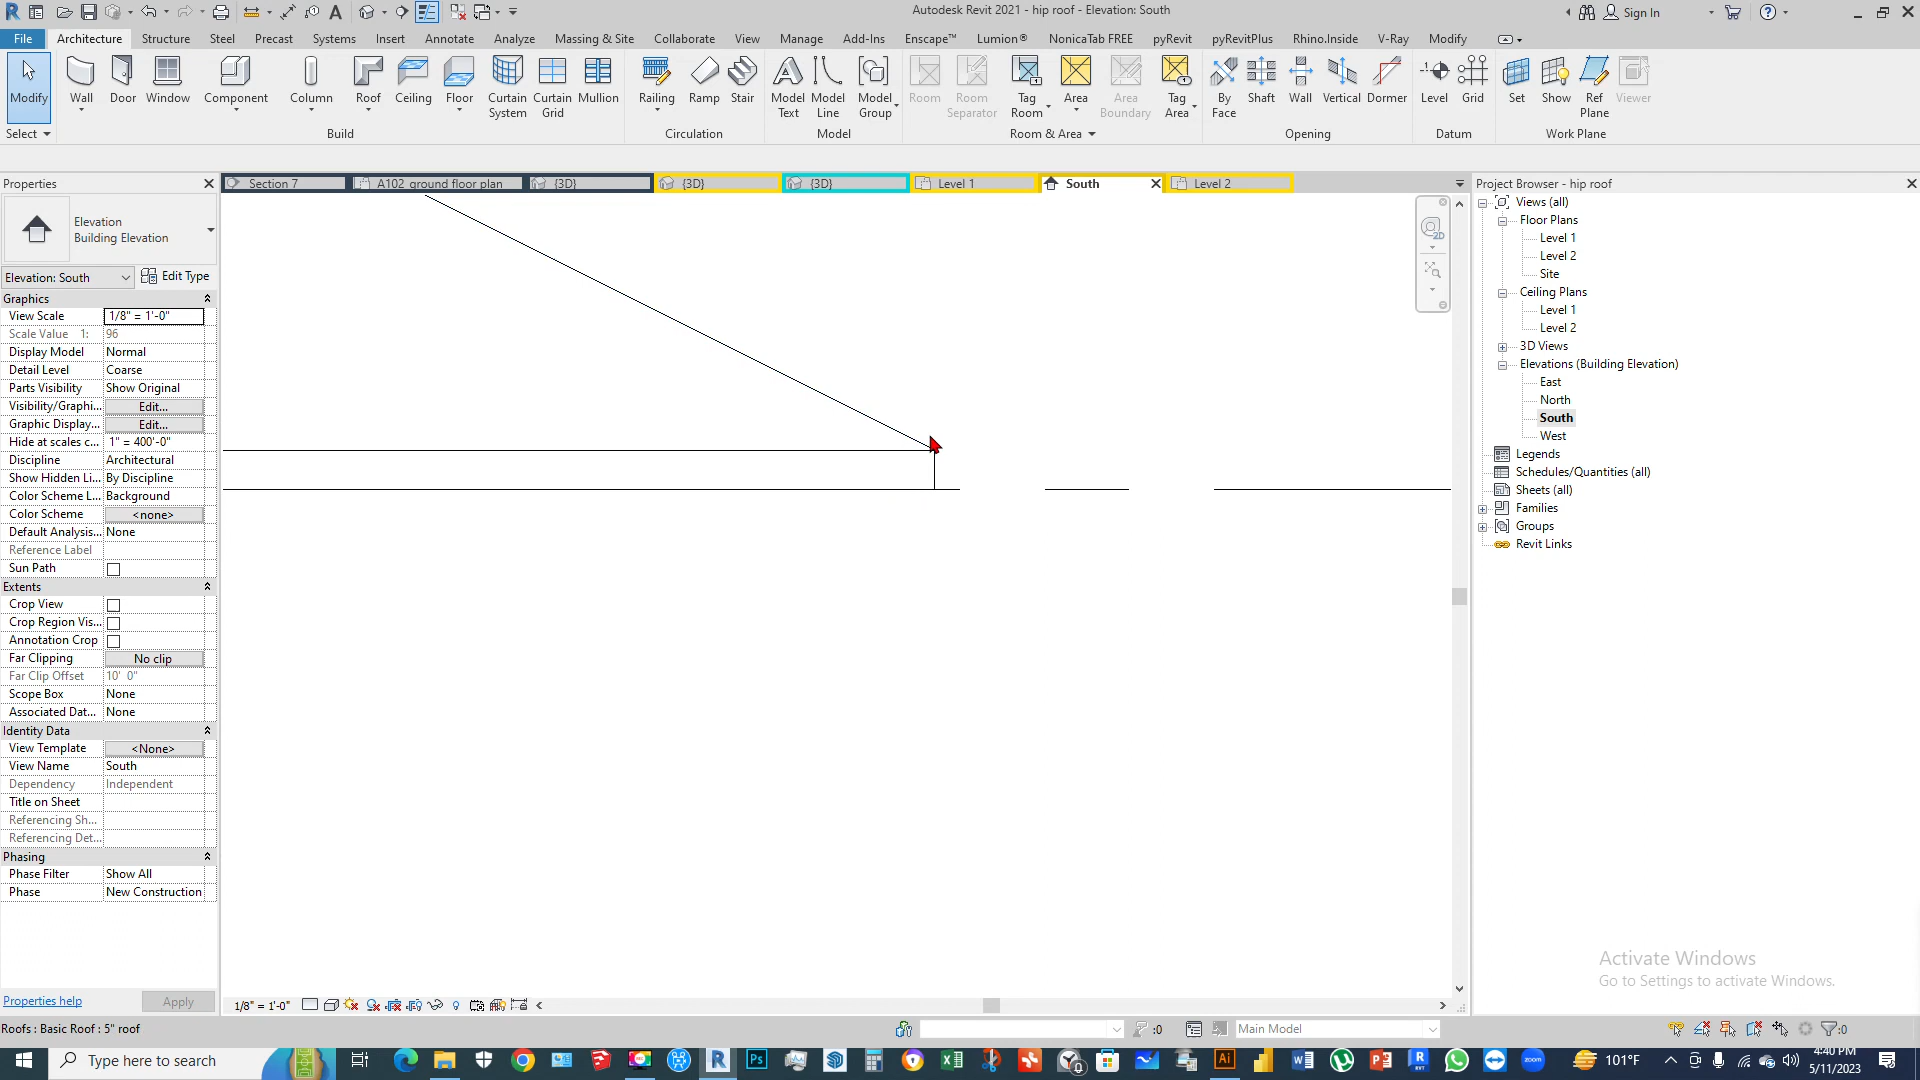 Autodesk Revit 2021 - hip roof - Elevation: South
Sign In
File Architecture Structure Steel Precast Systems Insert Annotate Analyze Massing & Site Collaborate View Manage Add-Ins Enscape™ Lumion® NonicaTab FREE pyRevit pyRevitPlus Rhino.Inside V-Ray Modify
Modify Wall Door Window Component Column Roof Ceiling Floor Curtain System Curtain Grid Mullion Railing Ramp Stair Model Text Model Line Model Group Room Room Separator Tag Room Area Area Boundary Tag Area By Face Shaft Wall Vertical Dormer Level Grid Set Show Ref Plane Viewer
Select Build Circulation Model Room & Area Opening Datum Work Plane
Properties
Section 7 A102 ground floor plan {3D} {3D} {3D} Level 1 South Level 2
Project Browser - hip roof
Elevation
Building Elevation
Elevation: South Edit Type
Graphics
View Scale 1/8" = 1'-0"
Scale Value 1: 96
Display Model Normal
Detail Level Coarse
Parts Visibility Show Original
Visibility/Graphi... Edit...
Graphic Display... Edit...
Hide at scales c... 1" = 400'-0"
Discipline Architectural
Show Hidden Li... By Discipline
Color Scheme L... Background
Color Scheme <none>
Default Analysis... None
Reference Label
Sun Path
Extents
Crop View
Crop Region Vis...
Annotation Crop
Far Clipping No clip
Far Clip Offset 10' 0"
Scope Box None
Associated Dat... None
Identity Data
View Template <None>
View Name South
Dependency Independent
Title on Sheet
Referencing Sh...
Referencing Det...
Phasing
Phase Filter Show All
Phase New Construction
Properties help Apply
2D
Views (all)
Floor Plans
Level 1
Level 2
Site
Ceiling Plans
Level 1
Level 2
3D Views
Elevations (Building Elevation)
East
North
South
West
Legends
Schedules/Quantities (all)
Sheets (all)
Families
Groups
Revit Links
Activate Windows
Go to Settings to activate Windows.
1/8" = 1'-0"
Roofs : Basic Roof : 5" roof
:0
Main Model
:0
Type here to search
101°F
4:40 PM
5/11/2023